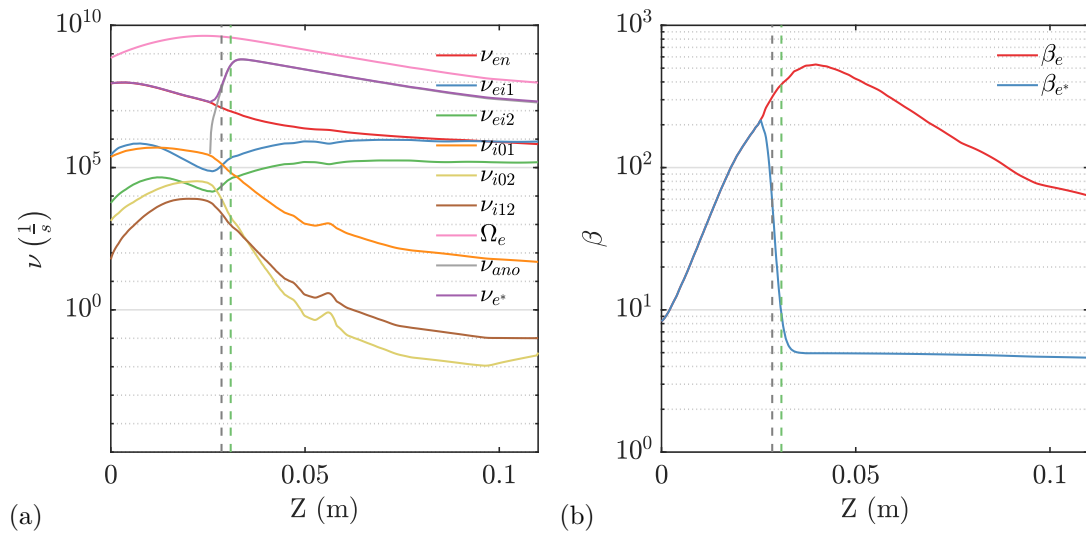 10^10
10^5
10^0
ν (1/s)
ν_en
ν_ei1
ν_ei2
ν_i01
ν_i02
ν_i12
Ω_e
ν_ano
ν_e*
0 0.05 0.1
Z (m)
(a)
10^3
10^2
10^1
10^0
β
β_e
β_e*
0 0.05 0.1
Z (m)
(b)